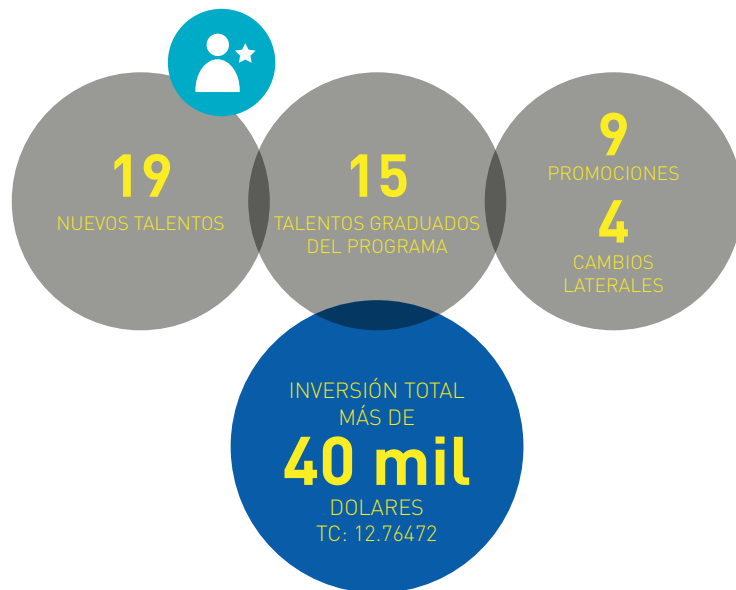 19
NUEVOS TALENTOS
15
TALENTOS GRADUADOS
DEL PROGRAMA
9
PROMOCIONES
4
CAMBIOS
LATERALES
INVERSIÓN TOTAL
MÁS DE
40 mil
DOLARES
TC: 12.76472